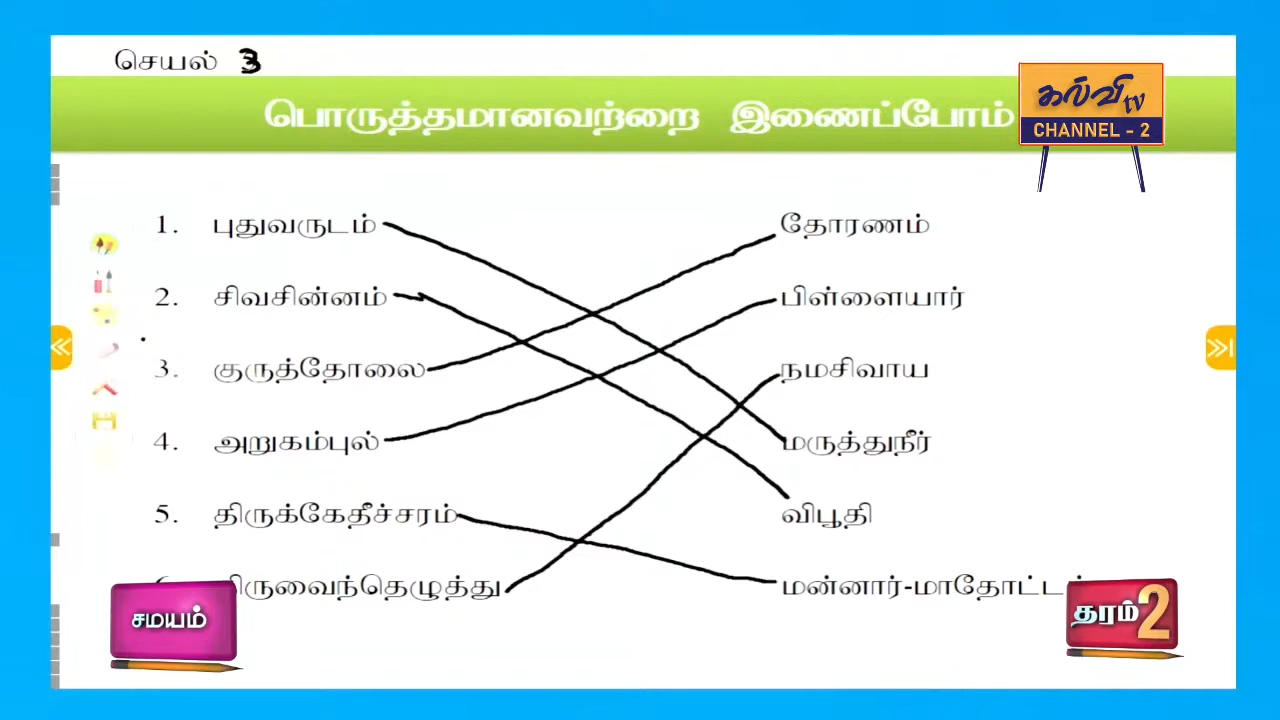 செயல் 3
பொருத்தமானவற்றை இணைப்போம்
கல்வி tv
CHANNEL - 2
1. புதுவருடம் தோரணம்
2. சிவசின்னம் பிள்ளையார்
3. குருத்தோலை நமசிவாய
4. அறுகம்புல் மருத்துநீர்
5. திருக்கேதீச்சரம் விபூதி
மன்னார்-மாதோட்
சமயம்
தரம் 2